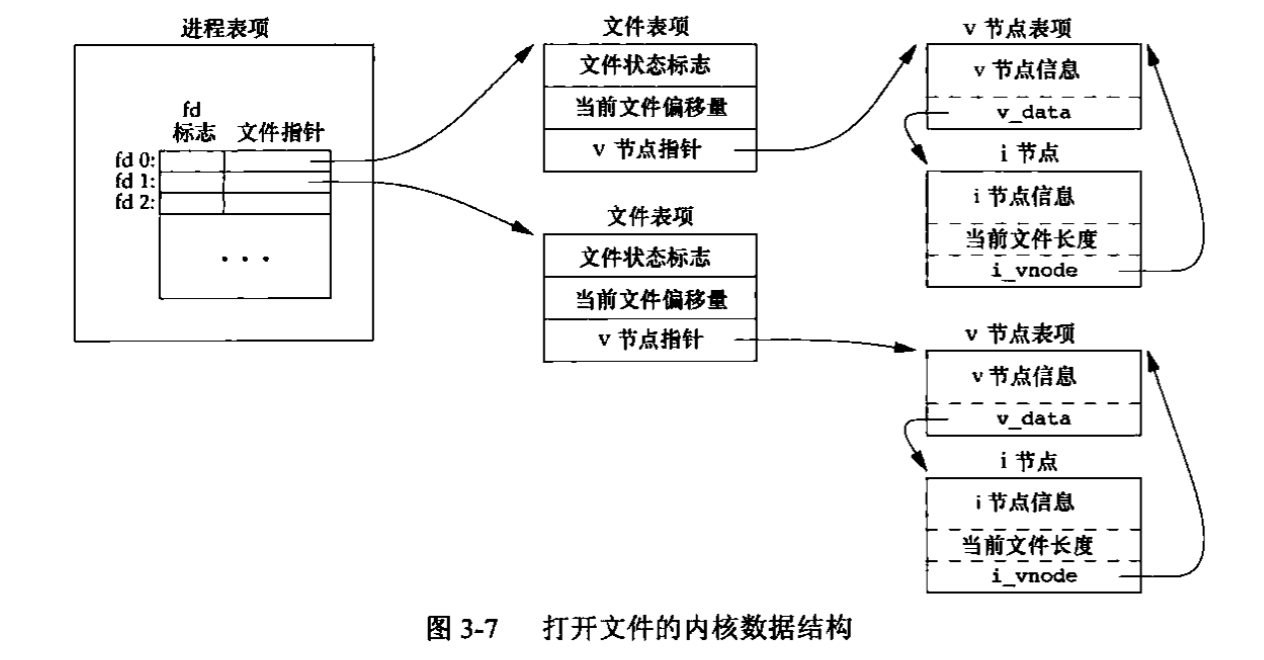 进程表项
fd
标志 文件指针
fd 0:
fd 1:
fd 2:
. . .
文件表项
文件状态标志
当前文件偏移量
v 节点指针
文件表项
文件状态标志
当前文件偏移量
v 节点指针
v 节点表项
v 节点信息
v_data
i 节点
i 节点信息
当前文件长度
i_vnode
v 节点表项
v 节点信息
v_data
i 节点
i 节点信息
当前文件长度
i_vnode
图 3-7 打开文件的内核数据结构